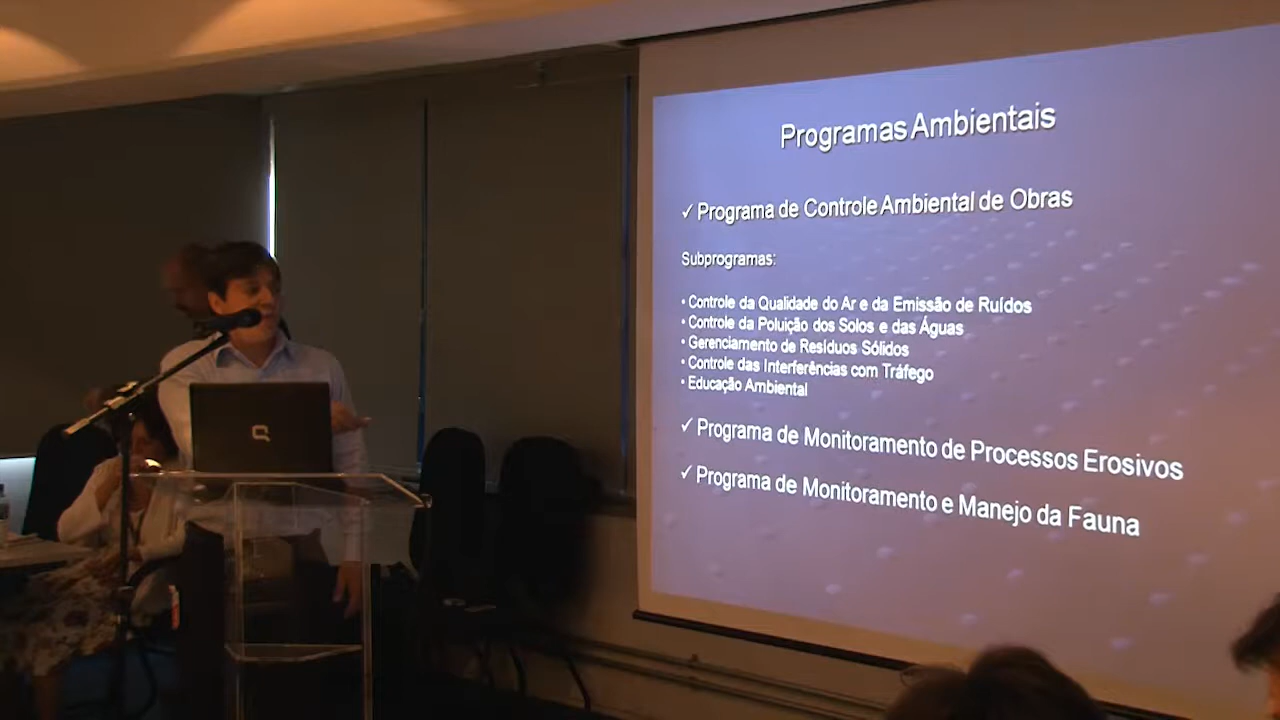 Programas Ambientais
✓ Programa de Controle Ambiental de Obras
Subprogramas:
• Controle da Qualidade do Ar e da Emissão de Ruídos
• Controle da Poluição dos Solos e das Águas
• Gerenciamento de Resíduos Sólidos
• Controle das Interferências com Tráfego
• Educação Ambiental
✓ Programa de Monitoramento de Processos Erosivos
✓ Programa de Monitoramento e Manejo da Fauna